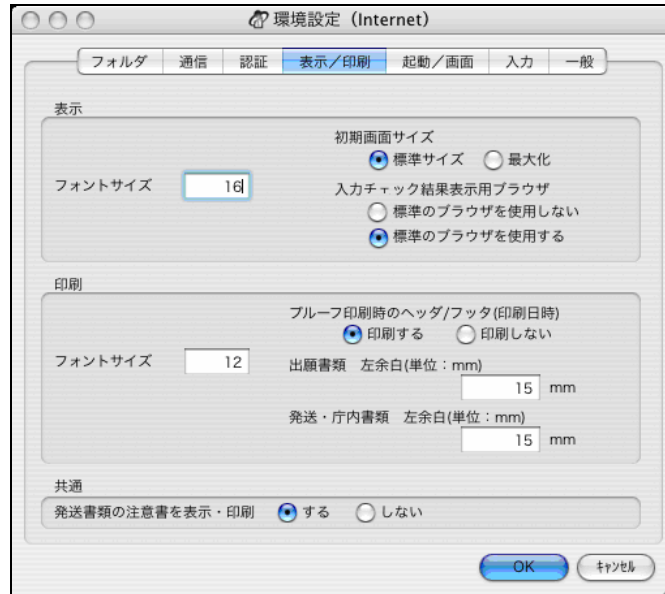 環境設定（Internet）
フォルダ 通信 認証 表示／印刷 起動／画面 入力 一般
表示
初期画面サイズ
標準サイズ 最大化
フォントサイズ 16
入力チェック結果表示用ブラウザ
標準のブラウザを使用しない
標準のブラウザを使用する
印刷
プルーフ印刷時のヘッダ/フッタ(印刷日時)
印刷する 印刷しない
フォントサイズ 12
出願書類 左余白(単位：mm)
15 mm
発送・庁内書類 左余白(単位：mm)
15 mm
共通
発送書類の注意書を表示・印刷 する しない
OK ｷｬﾝｾﾙ